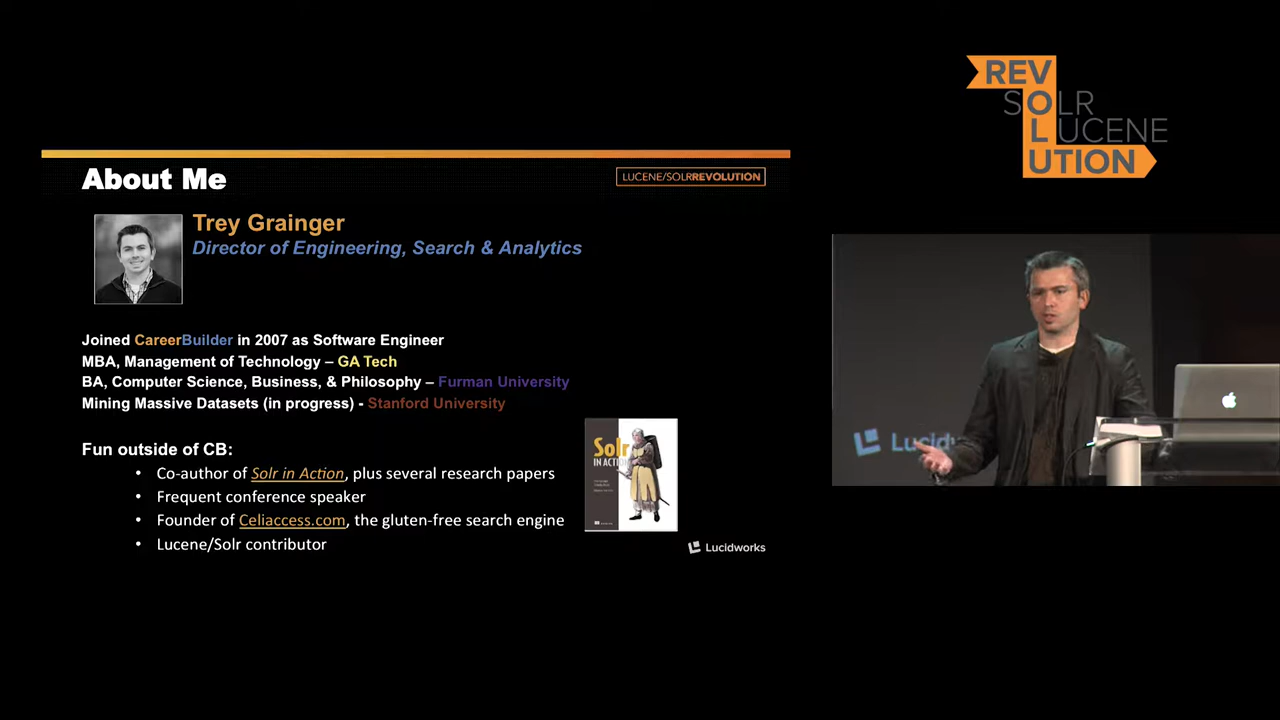 REV
SOLR
O
LUCENE
L
UTION
About Me
LUCENE/SOLRREVOLUTION
Trey Grainger
Director of Engineering, Search & Analytics
Joined CareerBuilder in 2007 as Software Engineer
MBA, Management of Technology – GA Tech
BA, Computer Science, Business, & Philosophy – Furman University
Mining Massive Datasets (in progress) - Stanford University
Fun outside of CB:
• Co-author of Solr in Action, plus several research papers
• Frequent conference speaker
• Founder of Celiaccess.com, the gluten-free search engine
• Lucene/Solr contributor
Solr
IN ACTION
Lucidworks
Lucidw